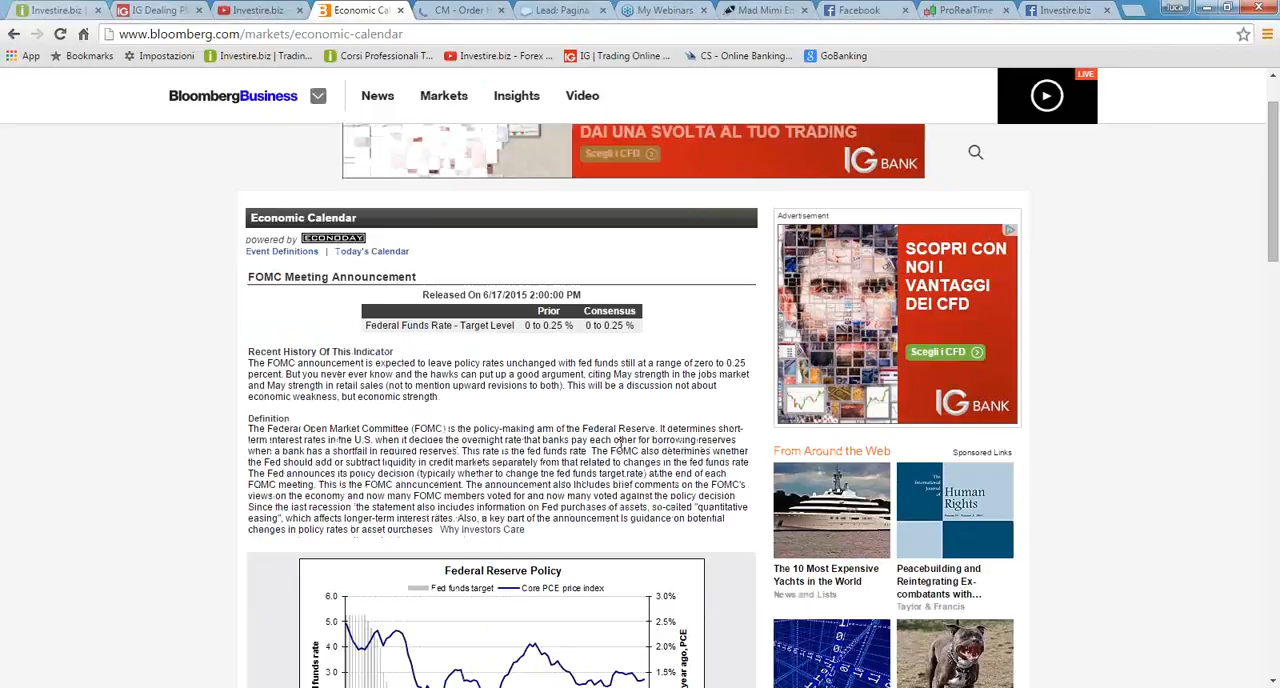 Investire.biz
IG Dealing Pl
Investire.biz
Economic Cal
CM - Order H
Lead: Pagina
My Webinars
Mad Mimi Em
Facebook
ProRealTime
Investire.biz
luca
www.bloomberg.com/markets/economic-calendar
App
Bookmarks
Impostazioni
Investire.biz | Tradin...
Corsi Professionali T...
Investire.biz - Forex ...
IG | Trading Online ...
CS - Online Banking...
GoBanking
BloombergBusiness
News
Markets
Insights
Video
LIVE
DAI UNA SVOLTA AL TUO TRADING
Scegli i CFD
IG BANK
Economic Calendar
powered by ECONODAY
Event Definitions | Today's Calendar
FOMC Meeting Announcement
Released On 6/17/2015 2:00:00 PM
Prior Consensus
Federal Funds Rate - Target Level 0 to 0.25 % 0 to 0.25 %
Recent History Of This Indicator
The FOMC announcement is expected to leave policy rates unchanged with fed funds still at a range of zero to 0.25
percent. But you never ever know and the hawks can put up a good argument, citing May strength in the jobs market
and May strength in retail sales (not to mention upward revisions to both). This will be a discussion not about
economic weakness, but economic strength.
Definition
The Federal Open Market Committee (FOMC) is the policy-making arm of the Federal Reserve. It determines short-
term interest rates in the U.S. when it decides the overnight rate that banks pay each other for borrowing reserves
when a bank has a shortfall in required reserves. This rate is the fed funds rate. The FOMC also determines whether
the Fed should add or subtract liquidity in credit markets separately from that related to changes in the fed funds rate
The Fed announces its policy decision (typically whether to change the fed funds target rate) at the end of each
FOMC meeting. This is the FOMC announcement. The announcement also includes brief comments on the FOMC's
views on the economy and how many FOMC members voted for and how many voted against the policy decision
Since the last recession the statement also includes information on Fed purchases of assets, so-called "quantitative
easing" which affects longer-term interest rates. Also, a key part of the announcement is guidance on potential
changes in policy rates or asset purchases Why Investors Care
Federal Reserve Policy
Fed funds target
Core PCE price index
6.0
5.0
4.0
3.0
3.0%
2.5%
2.0%
1.5%
Advertisement
SCOPRI CON
NOI I
VANTAGGI
DEI CFD
Scegli i CFD
IG BANK
From Around the Web
Sponsored Links
The International Journal of
Human
Rights
The 10 Most Expensive
Yachts in the World
News and Lists
Peacebuilding and
Reintegrating Ex-
combatants with...
Taylor & Francis